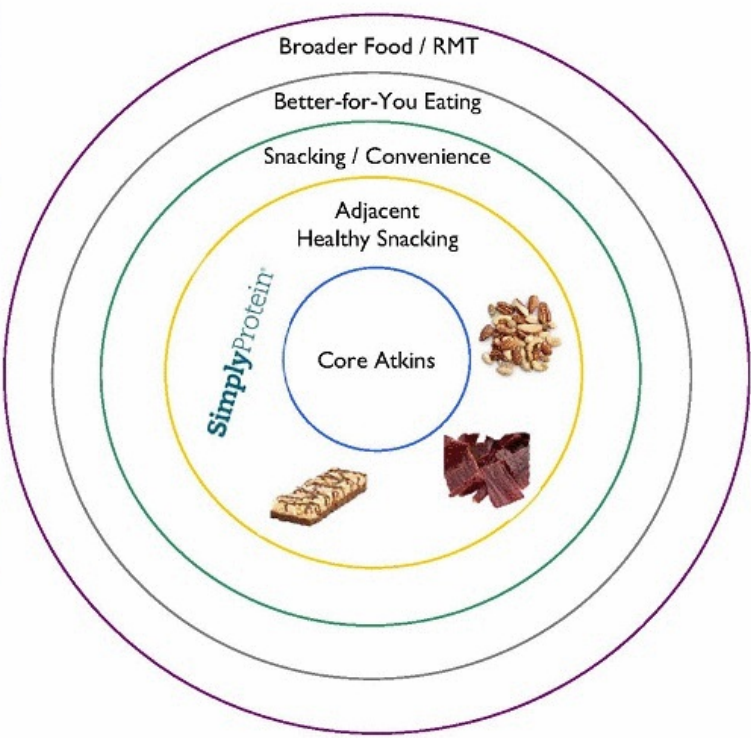 Broader Food / RMT
Better-for-You Eating
Snacking / Convenience
Adjacent
Healthy Snacking
SimplyProtein®
Core Atkins